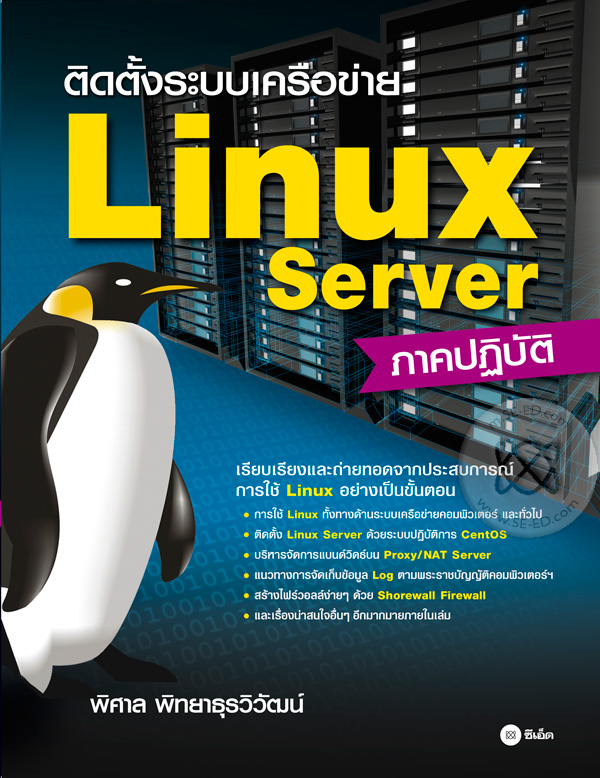 ติดตั้งระบบเครือข่าย
Linux
Server
ภาคปฏิบัติ
เรียบเรียงและถ่ายทอดจากประสบการณ์
การใช้ Linux อย่างเป็นขั้นตอน
• การใช้ Linux ทั้งทางด้านระบบเครือข่ายคอมพิวเตอร์ และทั่วไป
• ติดตั้ง Linux Server ด้วยระบบปฏิบัติการ CentOS
• บริหารจัดการแบนด์วิดธ์บน Proxy/NAT Server
• แนวทางการจัดเก็บข้อมูล Log ตามพระราชบัญญัติคอมพิวเตอร์ฯ
• สร้างไฟร์วอลล์ง่ายๆ ด้วย Shorewall Firewall
• และเรื่องน่าสนใจอื่นๆ อีกมากมายภายในเล่ม
พิศาล พิทยาธุรวิวัฒน์
ซีเอ็ด
www.SE-ED.com